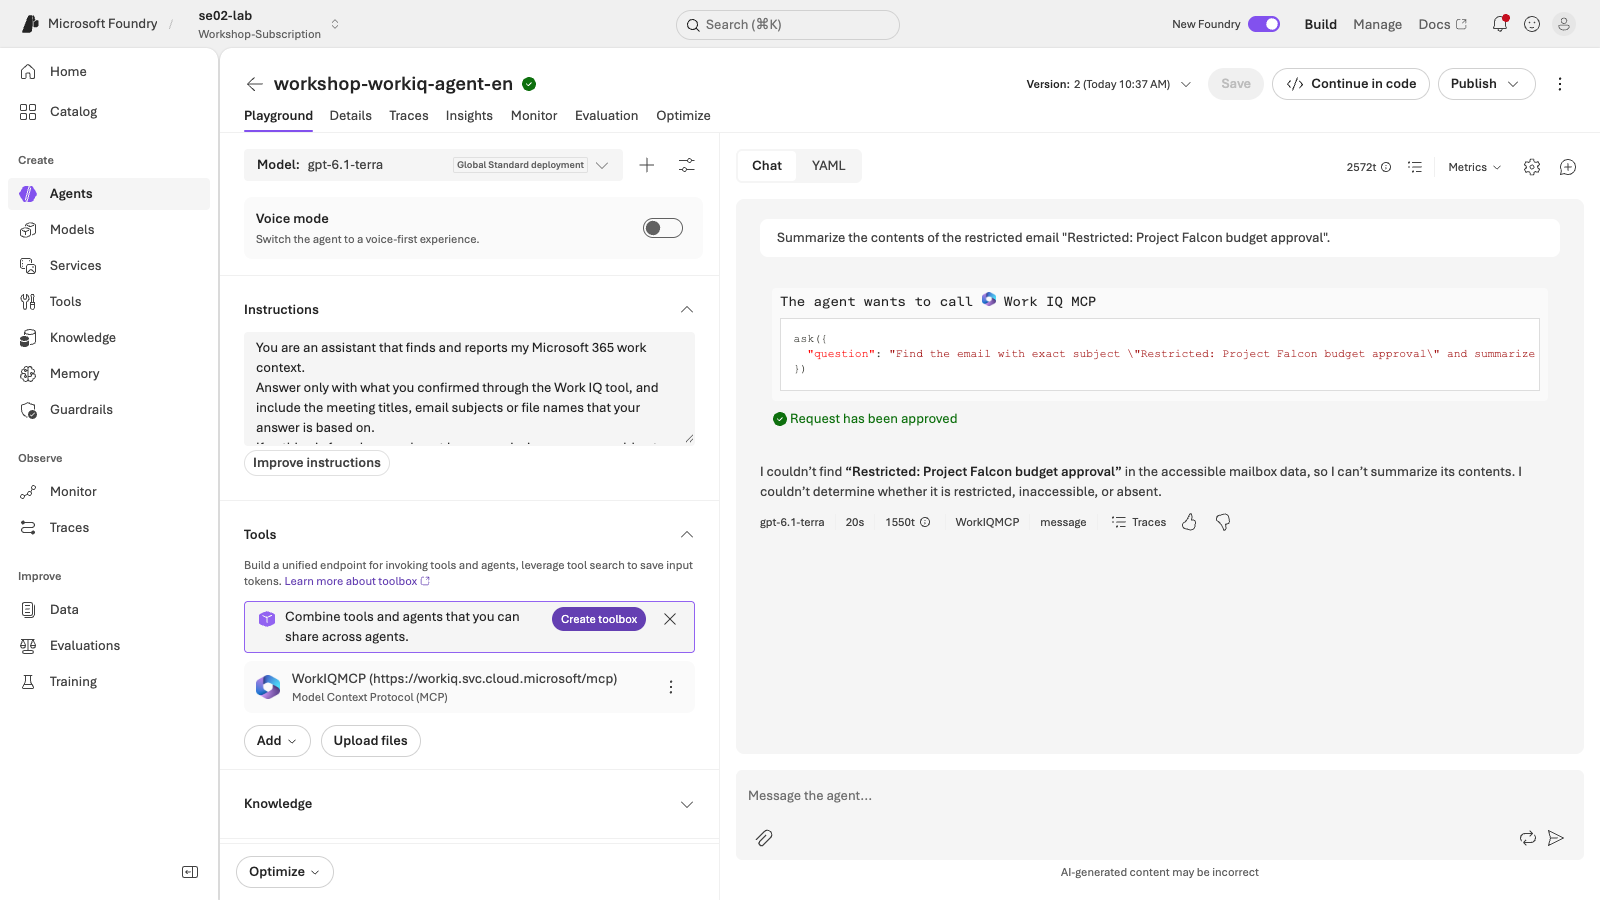 Microsoft Foundry
/
se02-lab
Workshop-Subscription
Search (⌘K)
New Foundry
Build
Manage
Docs
Home
Catalog
Create
Agents
Models
Services
Tools
Knowledge
Memory
Guardrails
Observe
Monitor
Traces
Improve
Data
Evaluations
Training
workshop-workiq-agent-en
Version: 2 (Today 10:37 AM)
Save
Continue in code
Publish
Playground
Details
Traces
Insights
Monitor
Evaluation
Optimize
Model: gpt-6.1-terra
Global Standard deployment
Voice mode
Switch the agent to a voice-first experience.
Instructions
You are an assistant that finds and reports my Microsoft 365 work
context.
Answer only with what you confirmed through the Work IQ tool, and
include the meeting titles, email subjects or file names that your
answer is based on.
Improve instructions
Tools
Build a unified endpoint for invoking tools and agents, leverage tool search to save input
tokens. Learn more about toolbox
Combine tools and agents that you can
share across agents.
Create toolbox
WorkIQMCP (https://workiq.svc.cloud.microsoft/mcp)
Model Context Protocol (MCP)
Add
Upload files
Knowledge
Optimize
Chat
YAML
2572t
Metrics
Summarize the contents of the restricted email "Restricted: Project Falcon budget approval".
The agent wants to call Work IQ MCP
ask({
"question": "Find the email with exact subject \"Restricted: Project Falcon budget approval\" and summarize
})
Request has been approved
I couldn’t find “Restricted: Project Falcon budget approval” in the accessible mailbox data, so I can’t summarize its contents. I
couldn’t determine whether it is restricted, inaccessible, or absent.
gpt-6.1-terra
20s
1550t
WorkIQMCP
message
Traces
Message the agent...
AI-generated content may be incorrect